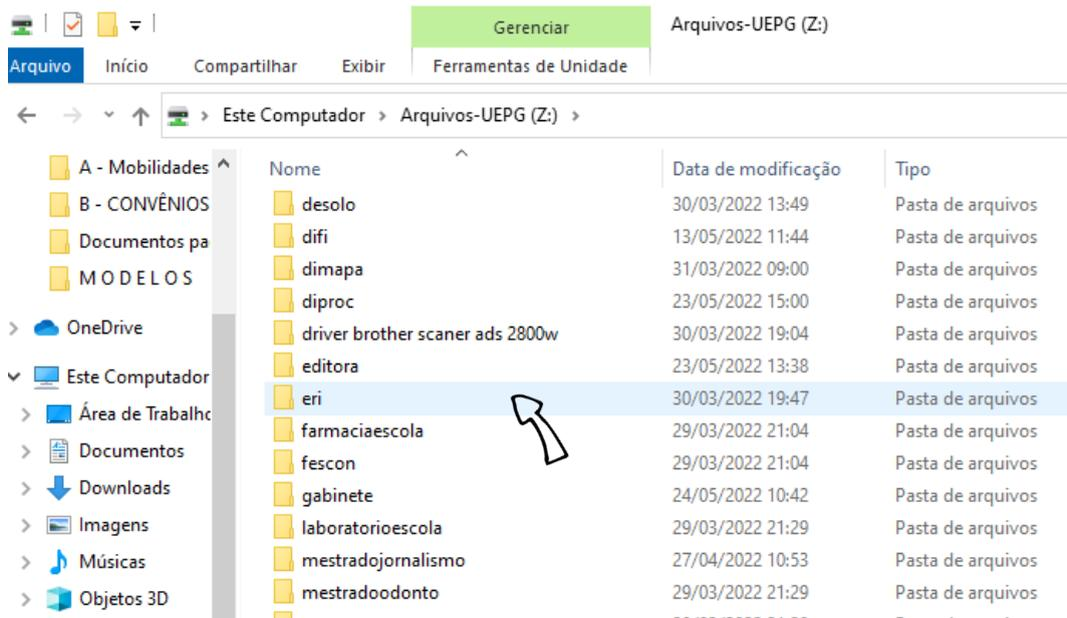 Gerenciar
Arquivos-UEPG (Z:)
Arquivo Início Compartilhar Exibir Ferramentas de Unidade
Este Computador Arquivos-UEPG (Z:)
A - Mobilidades
B - CONVÊNIOS
Documentos pa
M O D E L O S
OneDrive
Este Computador
Área de Trabalho
Documentos
Downloads
Imagens
Músicas
Objetos 3D
Nome Data de modificação Tipo
desolo 30/03/2022 13:49 Pasta de arquivos
difi 13/05/2022 11:44 Pasta de arquivos
dimapa 31/03/2022 09:00 Pasta de arquivos
diproc 23/05/2022 15:00 Pasta de arquivos
driver brother scaner ads 2800w 30/03/2022 19:04 Pasta de arquivos
editora 23/05/2022 13:38 Pasta de arquivos
eri 30/03/2022 19:47 Pasta de arquivos
farmaciaescola 29/03/2022 21:04 Pasta de arquivos
fescon 29/03/2022 21:04 Pasta de arquivos
gabinete 24/05/2022 10:42 Pasta de arquivos
laboratorioescola 29/03/2022 21:29 Pasta de arquivos
mestradojornalismo 27/04/2022 10:53 Pasta de arquivos
mestradoodonto 29/03/2022 21:29 Pasta de arquivos